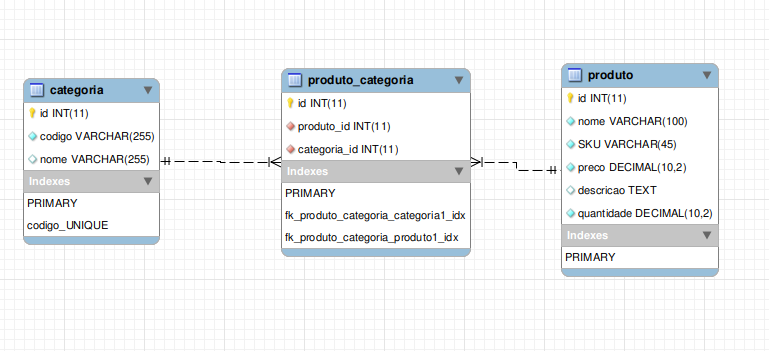 categoria
id INT(11)
codigo VARCHAR(255)
nome VARCHAR(255)
Indexes
PRIMARY
codigo_UNIQUE
produto_categoria
id INT(11)
produto_id INT(11)
categoria_id INT(11)
Indexes
PRIMARY
fk_produto_categoria_categoria1_idx
fk_produto_categoria_produto1_idx
produto
id INT(11)
nome VARCHAR(100)
SKU VARCHAR(45)
preco DECIMAL(10,2)
descricao TEXT
quantidade DECIMAL(10,2)
Indexes
PRIMARY